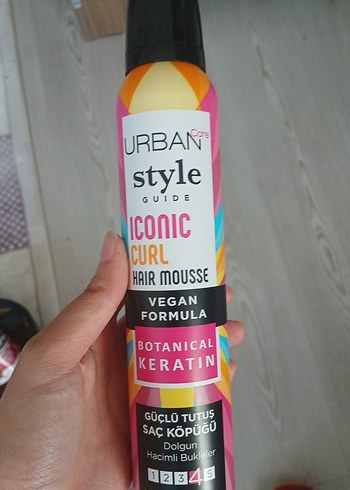 URBAN Care
style
GUIDE
ICONIC
CURL
HAIR MOUSSE
VEGAN
FORMULA
BOTANICAL
KERATIN
GÜÇLÜ TUTUŞ
SAÇ KÖPÜĞÜ
Dolgun
Hacimli Bukleler
1 2 3 4 5